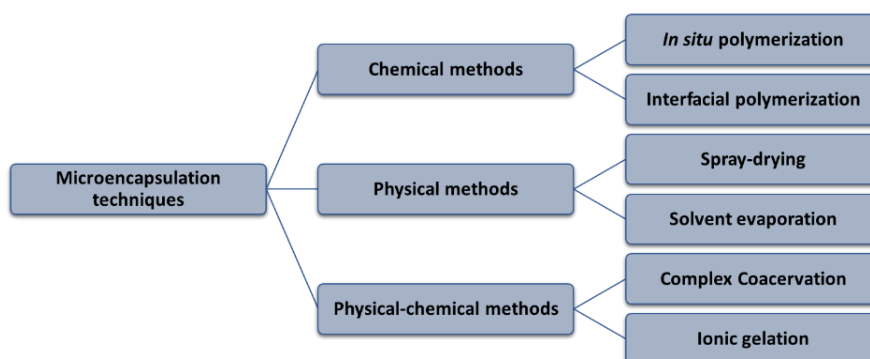 Microencapsulation
techniques
Chemical methods
In situ polymerization
Interfacial polymerization
Physical methods
Spray-drying
Solvent evaporation
Physical-chemical methods
Complex Coacervation
Ionic gelation